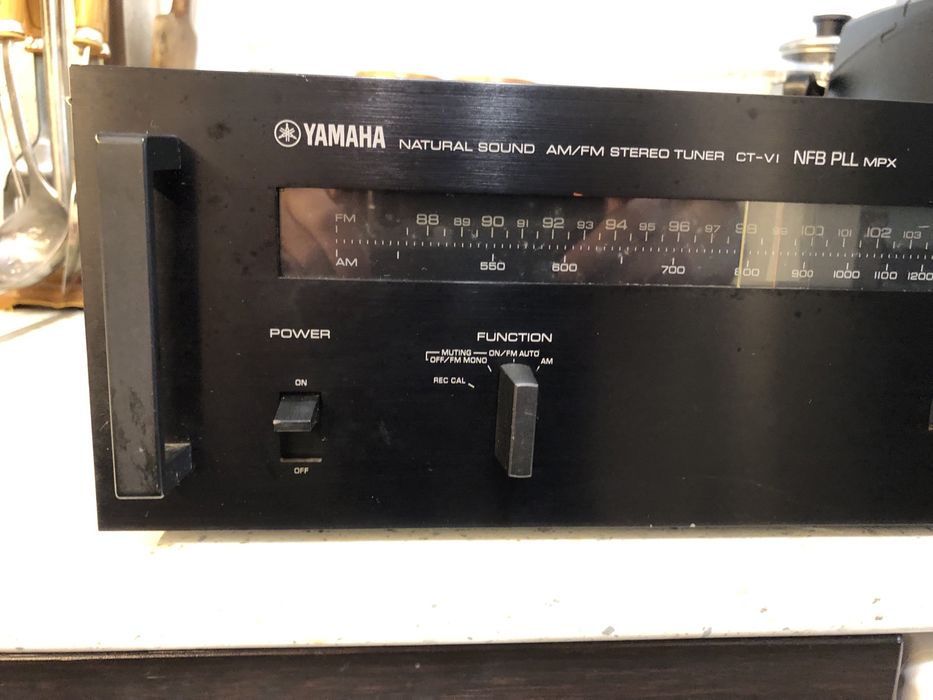 YAMAHA NATURAL SOUND AM/FM STEREO TUNER CT-V1 NFB PLL MPX
FM 88 89 90 91 92 93 94 95 96 97 98 99 100 101 102 103
AM 550 600 700 800 900 1000 1100 1200
POWER
FUNCTION
MUTING ON/FM AUTO
OFF/FM MONO AM
REC CAL
ON
OFF